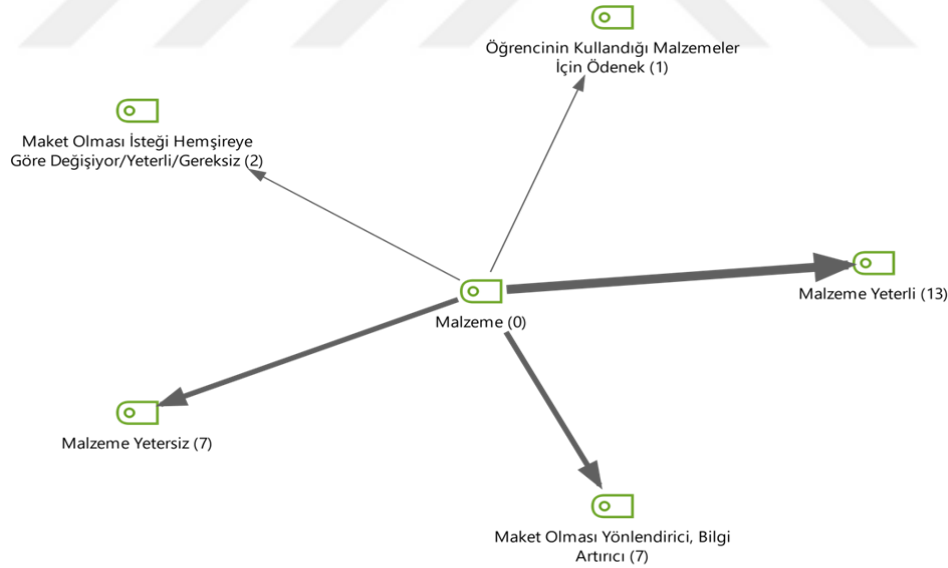 Öğrencinin Kullandığı Malzemeler
İçin Ödenek (1)
Maket Olması İsteği Hemşireye
Göre Değişiyor/Yeterli/Gereksiz (2)
Malzeme Yeterli (13)
Malzeme (0)
Malzeme Yetersiz (7)
Maket Olması Yönlendirici, Bilgi
Artırıcı (7)